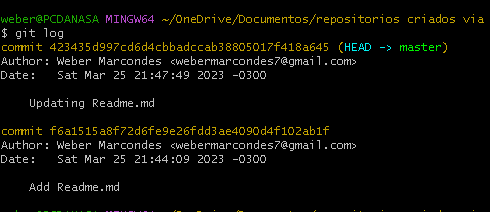 weber@PCDANASA MINGW64 ~/OneDrive/Documentos/repositorios criados via
$ git log
commit 423435d997cd6d4cbbadccab38805017f418a645 (HEAD -> master)
Author: Weber Marcondes <webermarcondes7@gmail.com>
Date:   Sat Mar 25 21:47:49 2023 -0300
    Updating Readme.md
commit f6a1515a8f72d6fe9e26fdd3ae4090d4f102ab1f
Author: Weber Marcondes <webermarcondes7@gmail.com>
Date:   Sat Mar 25 21:44:09 2023 -0300
    Add Readme.md